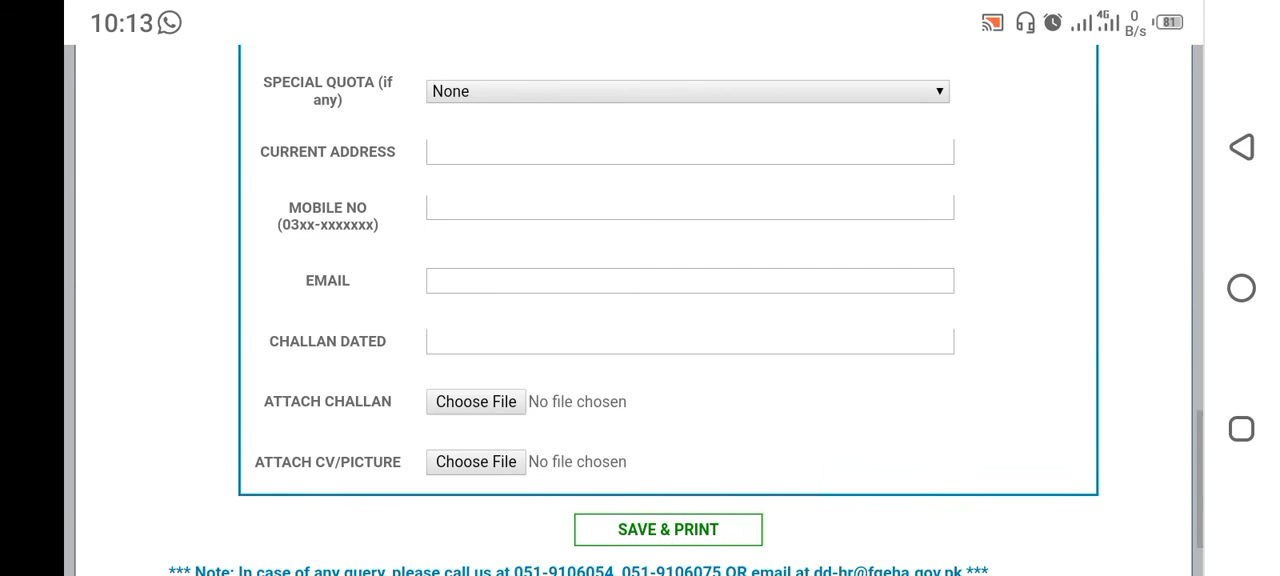 10:13
4G 0 B/s 81
SPECIAL QUOTA (if any)
None
CURRENT ADDRESS
MOBILE NO (03xx-xxxxxxx)
EMAIL
CHALLAN DATED
ATTACH CHALLAN Choose File No file chosen
ATTACH CV/PICTURE Choose File No file chosen
SAVE & PRINT
*** Note: In case of any query, please call us at 051-9106054, 051-9106075 OR email at dd-hr@fgeha.gov.pk ***